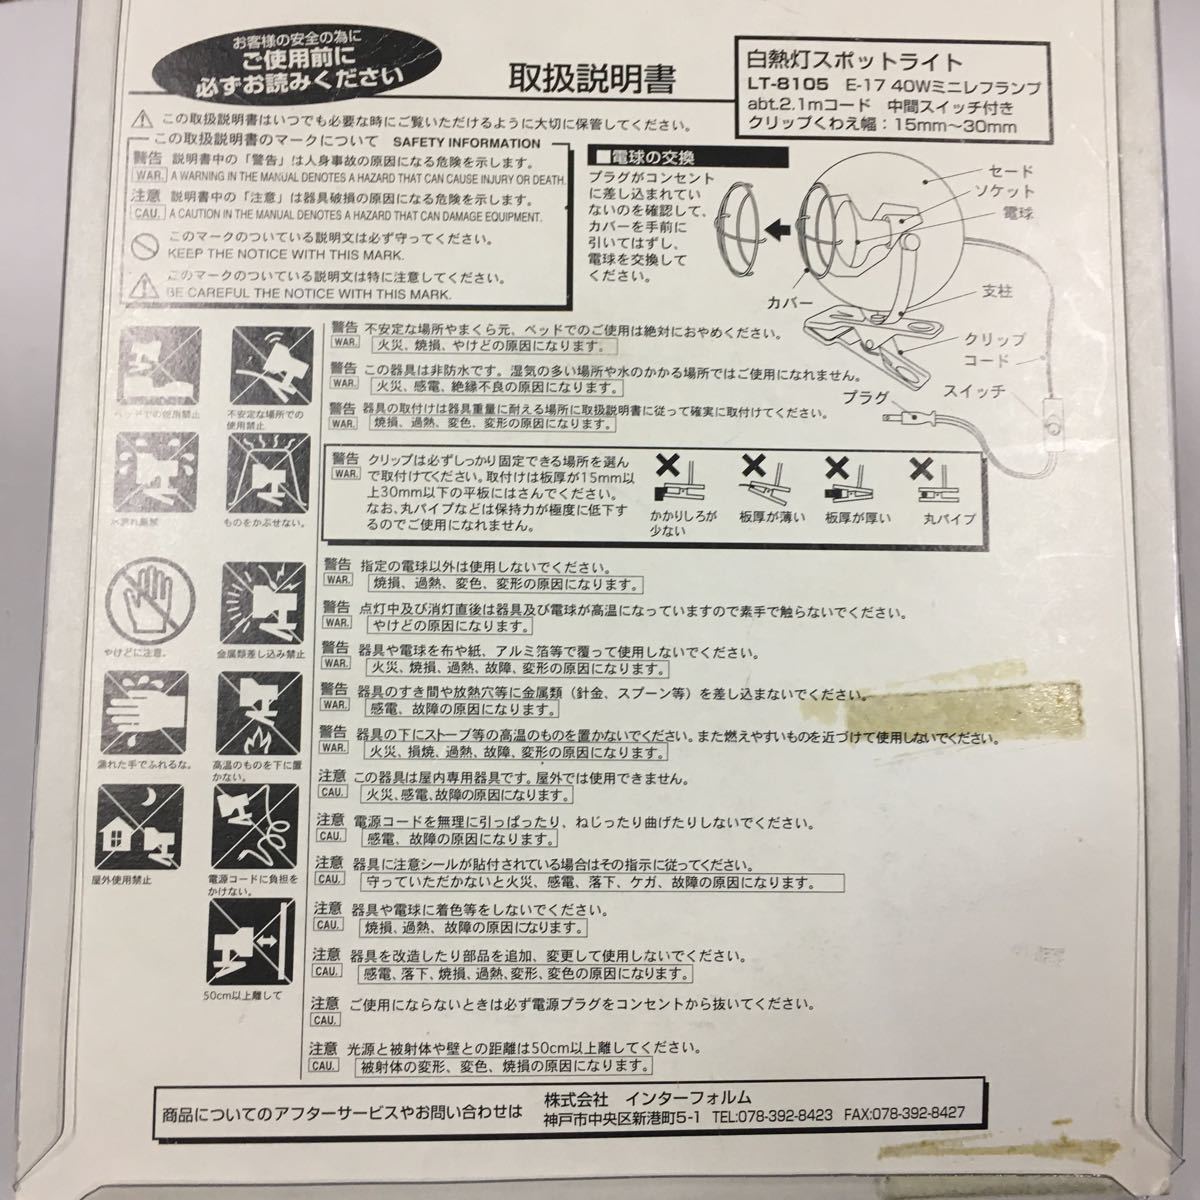 お客様の安全の為に
ご使用前に
必ずお読みください
取扱説明書
白熱灯スポットライト
LT-8105 E-17 40Wミニレフランプ
abt.2.1mコード 中間スイッチ付き
クリップくわえ幅：15mm～30mm
⚠ この取扱説明書はいつでも必要な時にご覧いただけるように大切に保管してください。
この取扱説明書のマークについて SAFETY INFORMATION
警告 説明書中の「警告」は人身事故の原因になる危険を示します。
WAR. A WARNING IN THE MANUAL DENOTES A HAZARD THAT CAN CAUSE INJURY OR DEATH.
注意 説明書中の「注意」は器具破損の原因になる危険を示します。
CAU. A CAUTION IN THE MANUAL DENOTES A HAZARD THAT CAN DAMAGE EQUIPMENT.
このマークのついている説明文は必ず守ってください。
KEEP THE NOTICE WITH THIS MARK.
このマークのついている説明文は特に注意してください。
BE CAREFUL THE NOTICE WITH THIS MARK.
■電球の交換
プラグがコンセント
に差し込まれてい
ないのを確認して、
カバーを手前に
引いてはずし、
電球を交換して
ください。
セード
ソケット
電球
カバー
支柱
クリップ
コード
スイッチ
プラグ
ベッドでの使用禁止
不安定な場所での
使用禁止
水濡れ厳禁
ものをかぶせない。
やけどに注意。
金属類差し込み禁止
濡れた手でふれるな。
高温のものを下に置
かない。
屋外使用禁止
電源コードに負担を
かけない。
50cm以上離して
警告 不安定な場所やまくら元、ベッドでのご使用は絶対におやめください。
WAR. 火災、焼損、やけどの原因になります。
警告 この器具は非防水です。湿気の多い場所や水のかかる場所ではご使用になれません。
WAR. 火災、感電、絶縁不良の原因になります。
警告 器具の取付けは器具重量に耐える場所に取扱説明書に従って確実に取付けてください。
WAR. 焼損、過熱、変色、変形の原因になります。
警告 クリップは必ずしっかり固定できる場所を選ん
WAR. で取付けてください。取付けは板厚が15mm以
上30mm以下の平板にはさんでください。
なお、丸パイプなどは保持力が極度に低下す
るのでご使用になれません。
かかりしろが
少ない
板厚が薄い
板厚が厚い
丸パイプ
警告 指定の電球以外は使用しないでください。
WAR. 焼損、過熱、変色、変形の原因になります。
警告 点灯中及び消灯直後は器具及び電球が高温になっていますので素手で触らないでください。
WAR. やけどの原因になります。
警告 器具や電球を布や紙、アルミ箔等で覆って使用しないでください。
WAR. 火災、焼損、過熱、故障、変形の原因になります。
警告 器具のすき間や放熱穴等に金属類（針金、スプーン等）を差し込まないでください。
WAR. 感電、故障の原因になります。
警告 器具の下にストーブ等の高温のものを置かないでください。また燃えやすいものを近づけて使用しないでください。
WAR. 火災、損焼、過熱、故障、変形の原因になります。
注意 この器具は屋内専用器具です。屋外では使用できません。
CAU. 火災、感電、故障の原因になります。
注意 電源コードを無理に引っぱったり、ねじったり曲げたりしないでください。
CAU. 感電、故障の原因になります。
注意 器具に注意シールが貼付されている場合はその指示に従ってください。
CAU. 守っていただかないと火災、感電、落下、ケガ、故障の原因になります。
注意 器具や電球に着色等をしないでください。
CAU. 焼損、過熱、故障の原因になります。
注意 器具を改造したり部品を追加、変更して使用しないでください。
CAU. 感電、落下、焼損、過熱、変形、変色の原因になります。
注意 ご使用にならないときは必ず電源プラグをコンセントから抜いてください。
CAU.
注意 光源と被射体や壁との距離は50cm以上離してください。
CAU. 被射体の変形、変色、焼損の原因になります。
商品についてのアフターサービスやお問い合わせは
株式会社 インターフォルム
神戸市中央区新港町5-1 TEL:078-392-8423 FAX:078-392-8427